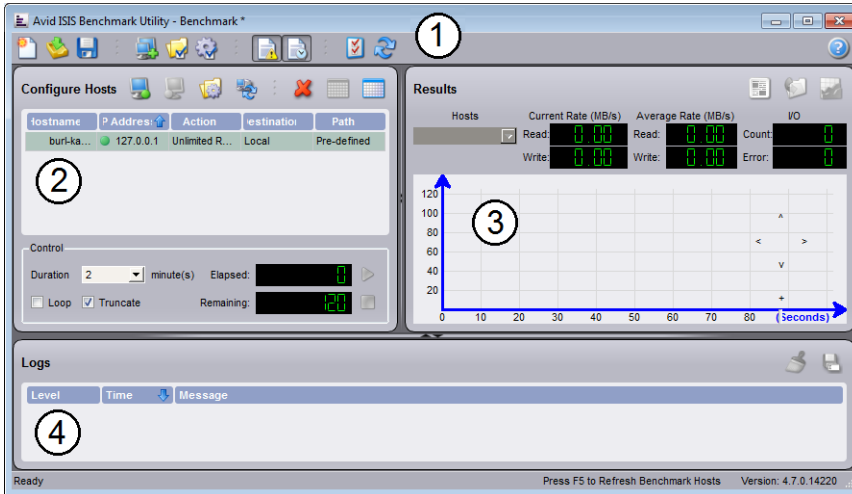 Avid ISIS Benchmark Utility - Benchmark *
1
Configure Hosts
Hostname P Address Action Destination Path
burl-ka... 127.0.0.1 Unlimited R... Local Pre-defined
2
Control
Duration 2 minute(s) Elapsed: 0
Loop Truncate Remaining: 120
Results
Hosts Current Rate (MB/s) Average Rate (MB/s) I/O
Read: 0.00 Read: 0.00 Count: 0
Write: 0.00 Write: 0.00 Error: 0
120
100
80
60
40
20
3
^
< >
v
+
0 10 20 30 40 50 60 70 80 (Seconds)
Logs
Level Time Message
4
Ready Press F5 to Refresh Benchmark Hosts Version: 4.7.0.14220